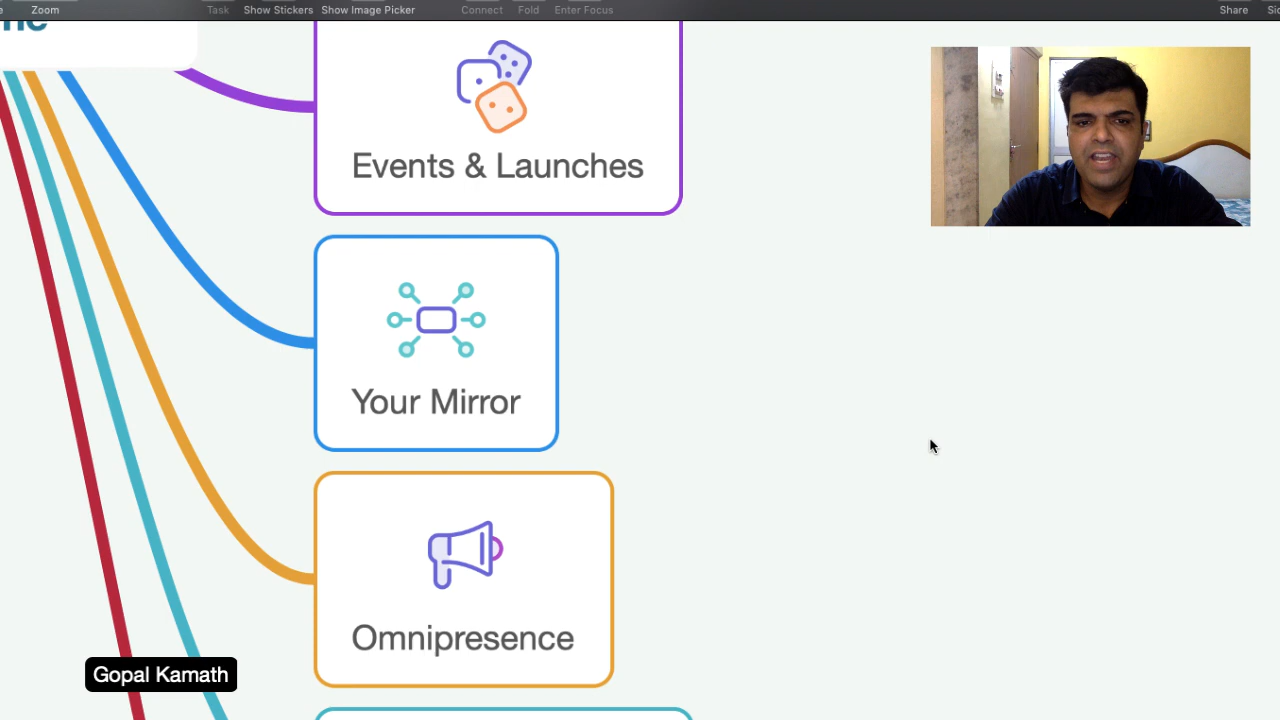 Zoom Task Show Stickers Show Image Picker Connect Fold Enter Focus Share
Events & Launches
Your Mirror
Omnipresence
Gopal Kamath